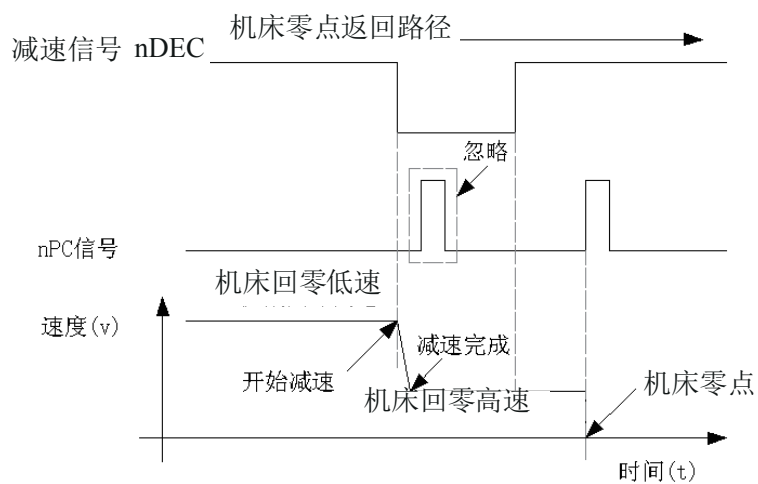 机床零点返回路径
减速信号 nDEC
忽略
nPC信号
机床回零低速
速度(v)
减速完成
开始减速
机床回零高速
机床零点
时间(t)